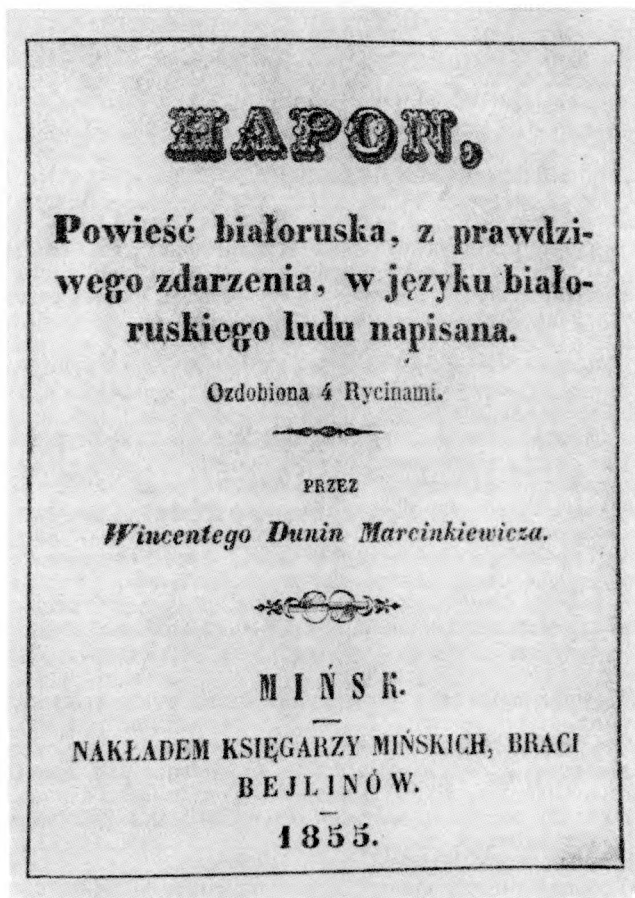 HAPON,
Powieść białoruska, z prawdzi-
wego zdarzenia, w języku biało-
ruskiego ludu napisana.
Ozdobiona 4 Rycinami.
PRZEZ
Wincentego Dunin Marcinkiewicza.
MIŃSK.
NAKŁADEM KSIĘGARZY MIŃSKICH, BRACI
BEJLINÓW.
1855.